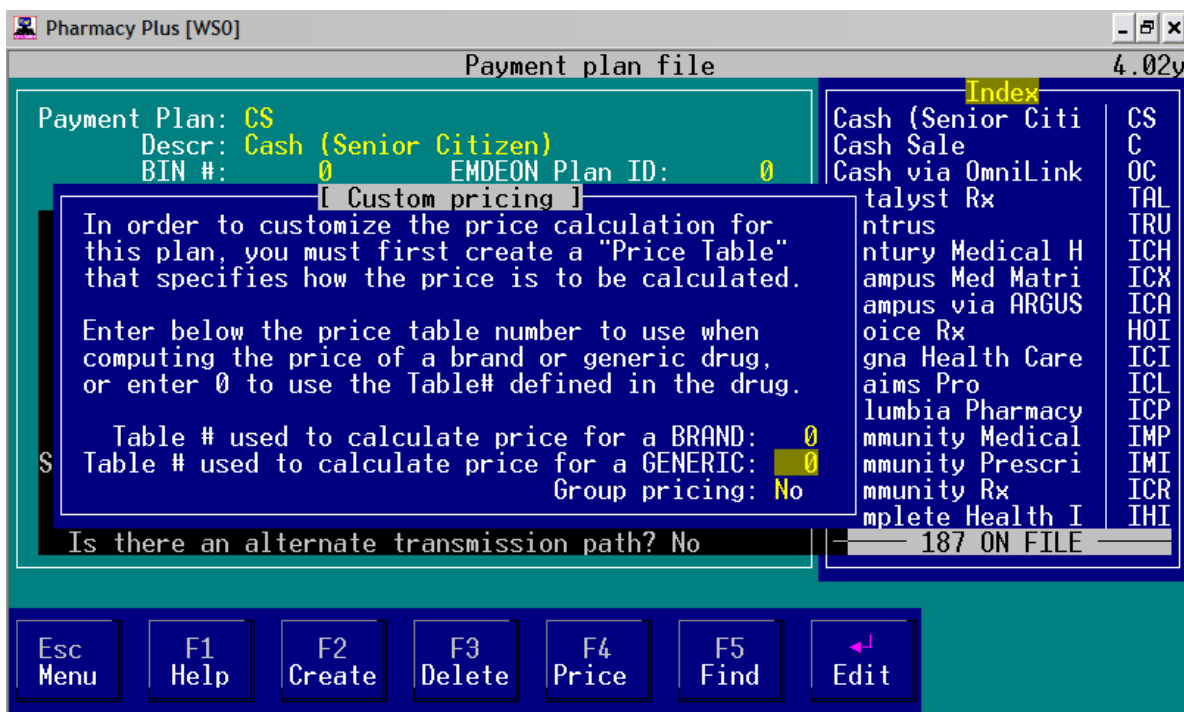 Pharmacy Plus [WS0]
Payment plan file 4.02y
Payment Plan: CS
Descr: Cash (Senior Citizen)
BIN #: 0 EMDEON Plan ID: 0
[ Custom pricing ]
In order to customize the price calculation for
this plan, you must first create a "Price Table"
that specifies how the price is to be calculated.
Enter below the price table number to use when
computing the price of a brand or generic drug,
or enter 0 to use the Table# defined in the drug.
Table # used to calculate price for a BRAND: 0
Table # used to calculate price for a GENERIC: 0
Group pricing: No
S
Is there an alternate transmission path? No
Index
Cash (Senior Citi CS
Cash Sale C
Cash via OmniLink OC
talyst Rx TAL
ntrus TRU
ntury Medical H ICH
ampus Med Matri ICX
ampus via ARGUS ICA
oice Rx HOI
gna Health Care ICI
aims Pro ICL
lumbia Pharmacy ICP
mmunity Medical IMP
mmunity Prescri IMI
mmunity Rx ICR
mplete Health I IHI
187 ON FILE
Esc Menu
F1 Help
F2 Create
F3 Delete
F4 Price
F5 Find
Edit